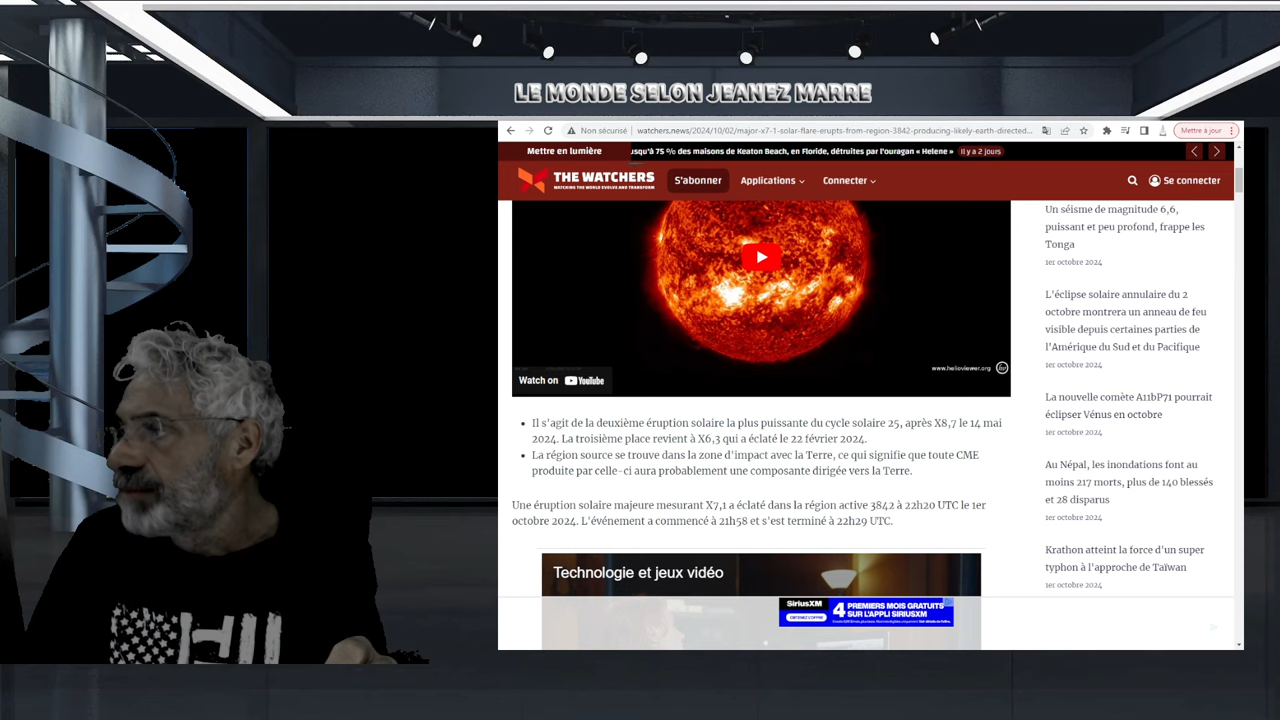 LE MONDE SELON JEANEZ MARRE
Non sécurisé
watchers.news/2024/10/02/major-x7-1-solar-flare-erupts-from-region-3842-producing-likely-earth-directed...
Mettre à jour
Mettre en lumière
usqu'à 75 % des maisons de Keaton Beach, en Floride, détruites par l'ouragan « Helene »
Il y a 2 jours
THE WATCHERS
WATCHING THE WORLD EVOLVE AND TRANSFORM
S'abonner
Applications
Connecter
Se connecter
Watch on YouTube
www.helioviewer.org
Il s'agit de la deuxième éruption solaire la plus puissante du cycle solaire 25, après X8,7 le 14 mai
2024. La troisième place revient à X6,3 qui a éclaté le 22 février 2024.
La région source se trouve dans la zone d'impact avec la Terre, ce qui signifie que toute CME
produite par celle-ci aura probablement une composante dirigée vers la Terre.
Une éruption solaire majeure mesurant X7,1 a éclaté dans la région active 3842 à 22h20 UTC le 1er
octobre 2024. L'événement a commencé à 21h58 et s'est terminé à 22h29 UTC.
Technologie et jeux vidéo
SiriusXM
4 PREMIERS MOIS GRATUITS
SUR L'APPLI SIRIUSXM
Un séisme de magnitude 6,6,
puissant et peu profond, frappe les
Tonga
1er octobre 2024
L'éclipse solaire annulaire du 2
octobre montrera un anneau de feu
visible depuis certaines parties de
l'Amérique du Sud et du Pacifique
1er octobre 2024
La nouvelle comète A11bP71 pourrait
éclipser Vénus en octobre
1er octobre 2024
Au Népal, les inondations font au
moins 217 morts, plus de 140 blessés
et 28 disparus
1er octobre 2024
Krathon atteint la force d'un super
typhon à l'approche de Taïwan
1er octobre 2024